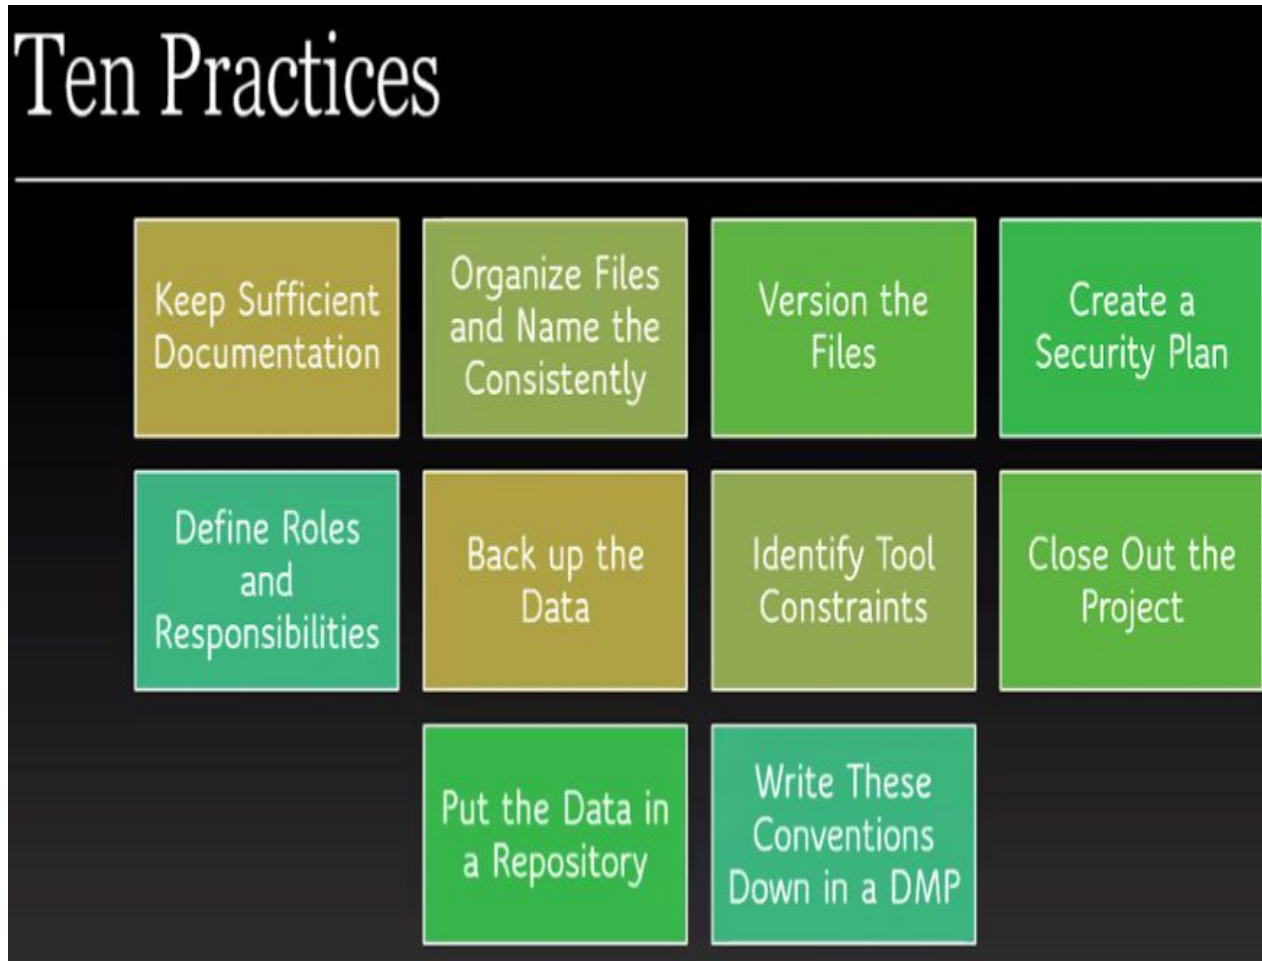 Ten Practices
Keep Sufficient
Documentation
Organize Files
and Name the
Consistently
Version the
Files
Create a
Security Plan
Define Roles
and
Responsibilities
Back up the
Data
Identify Tool
Constraints
Close Out the
Project
Put the Data in
a Repository
Write These
Conventions
Down in a DMP